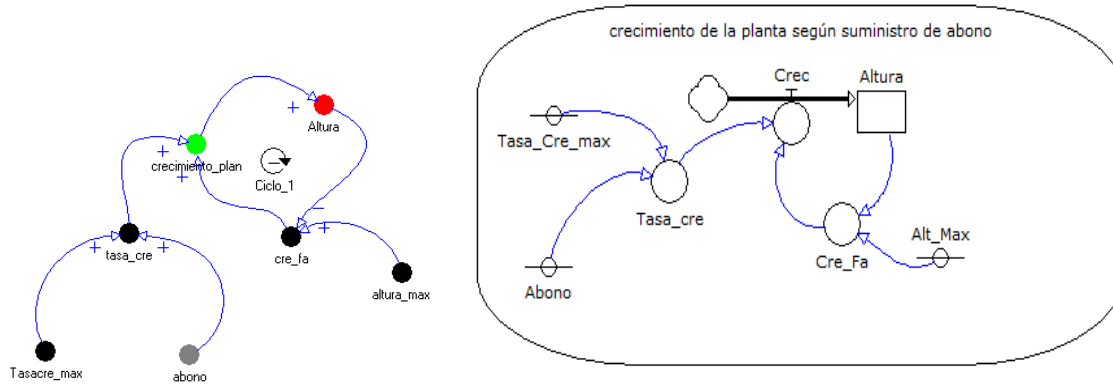 Altura
crecimiento_plan
Ciclo_1
tasa_cre
cre_fa
altura_max
Tasacre_max
abono
+
+
+
+
+
+
–
–
crecimiento de la planta según suministro de abono
Crec
Altura
Tasa_Cre_max
Tasa_cre
Cre_Fa
Alt_Max
Abono